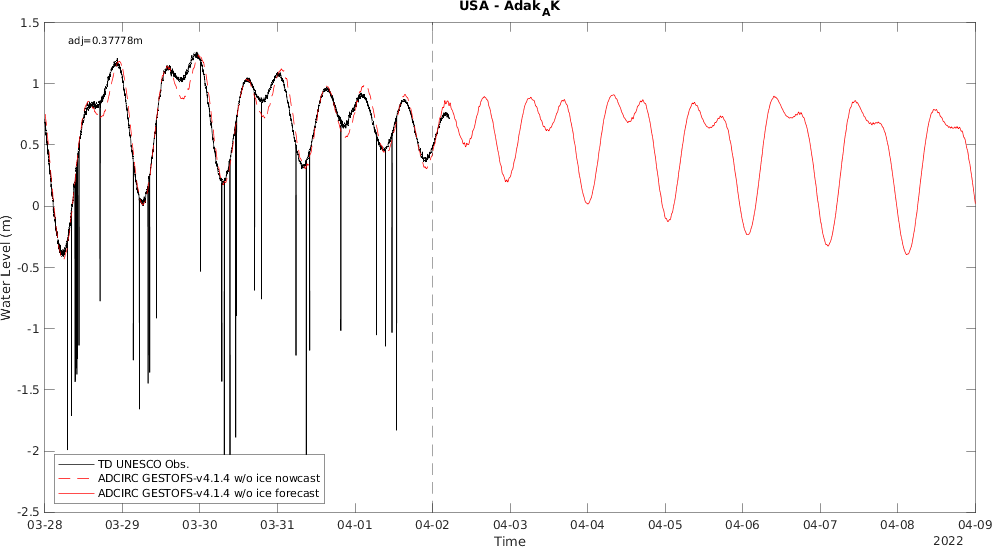 USA - Adak_AK
adj=0.37778m
1.5
1
0.5
0
-0.5
-1
-1.5
-2
-2.5
Water Level (m)
TD UNESCO Obs.
ADCIRC GESTOFS-v4.1.4 w/o ice nowcast
ADCIRC GESTOFS-v4.1.4 w/o ice forecast
03-28 03-29 03-30 03-31 04-01 04-02 04-03 04-04 04-05 04-06 04-07 04-08 04-09
Time
2022